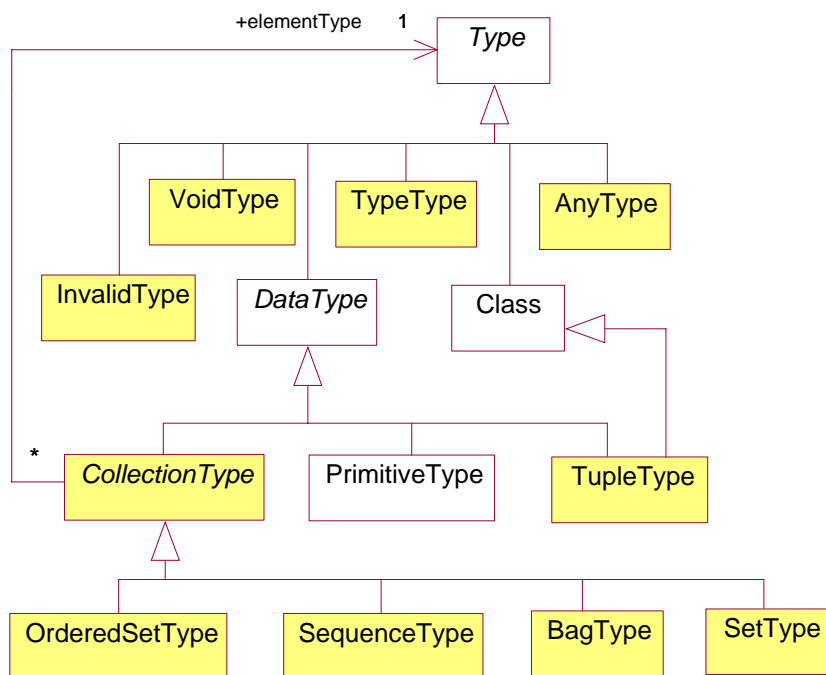 +elementType 1
Type
VoidType
TypeType
AnyType
InvalidType
DataType
Class
*
CollectionType
PrimitiveType
TupleType
OrderedSetType
SequenceType
BagType
SetType